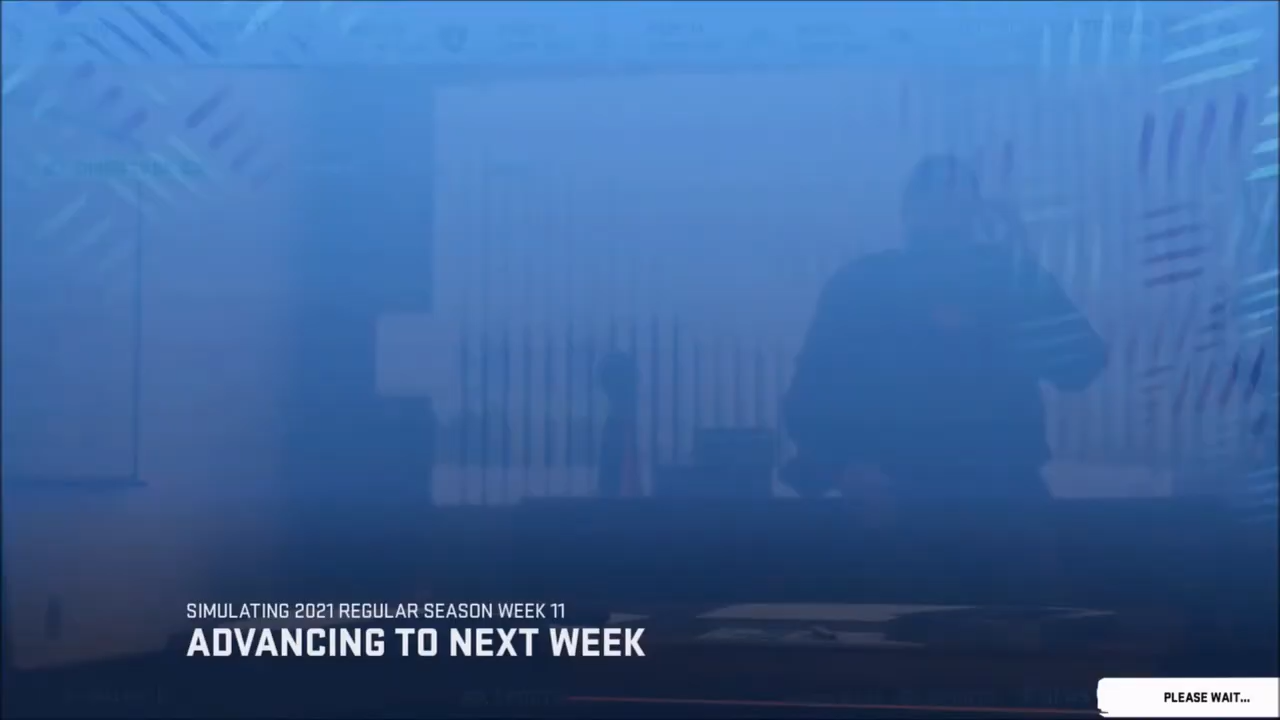 SIMULATING 2021 REGULAR SEASON WEEK 11
ADVANCING TO NEXT WEEK
PLEASE WAIT...